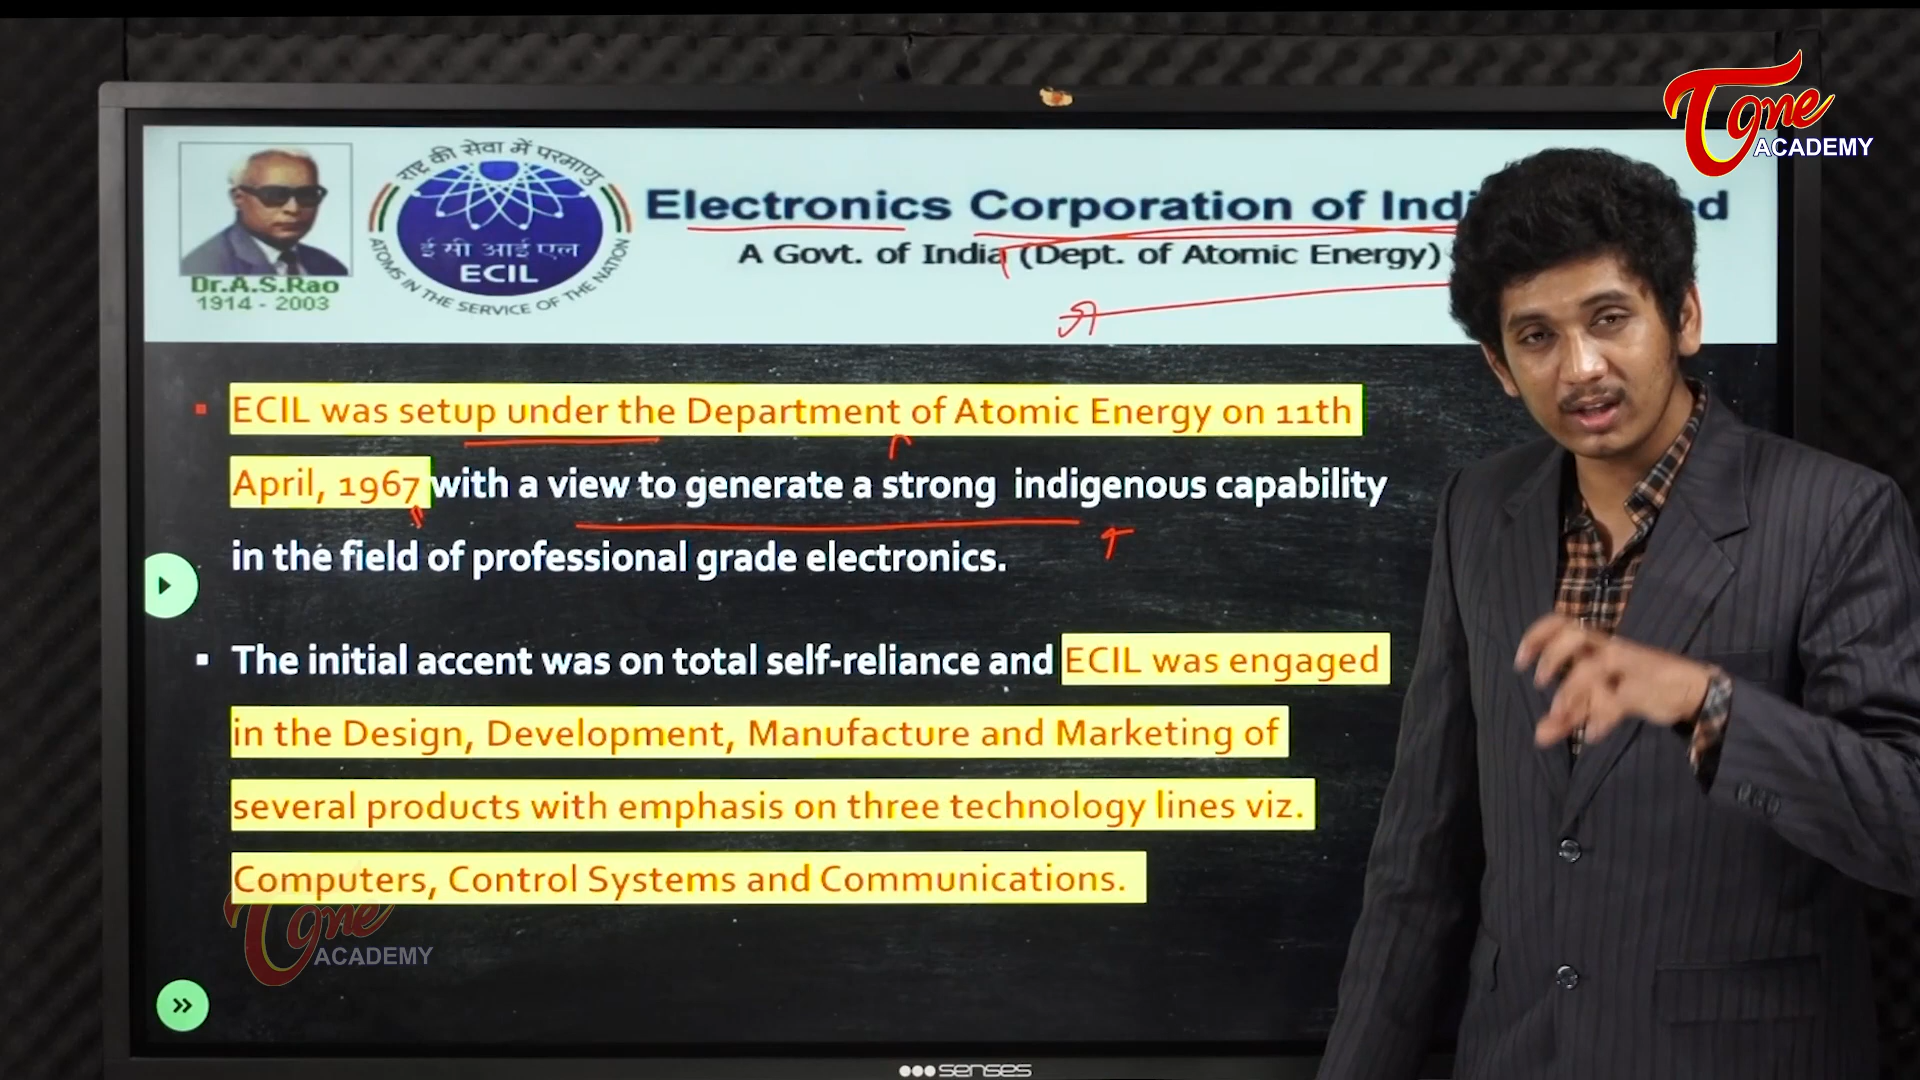 Tone
ACADEMY
राष्ट्र की सेवा में परमाणु
ई सी आई एल
ECIL
ATOMS IN THE SERVICE OF THE NATION
Dr.A.S.Rao
1914 - 2003
Electronics Corporation of Indi ed
A Govt. of India (Dept. of Atomic Energy)
▪ ECIL was setup under the Department of Atomic Energy on 11th
April, 1967 with a view to generate a strong indigenous capability
in the field of professional grade electronics.
▪ The initial accent was on total self-reliance and ECIL was engaged
in the Design, Development, Manufacture and Marketing of
several products with emphasis on three technology lines viz.
Computers, Control Systems and Communications.
Tone
ACADEMY
senses